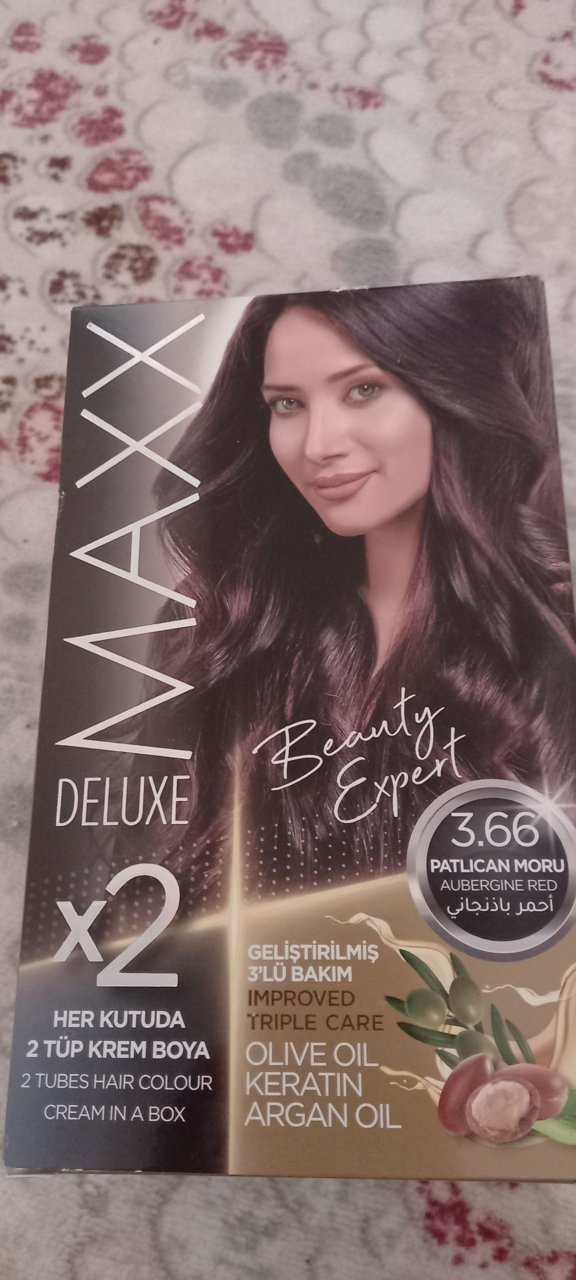 MAXX
DELUXE
Beauty
Expert
3.66
PATLICAN MORU
AUBERGINE RED
أحمر باذنجاني
x2
HER KUTUDA
2 TÜP KREM BOYA
2 TUBES HAIR COLOUR
CREAM IN A BOX
GELİŞTİRİLMİŞ
3'LÜ BAKIM
IMPROVED
TRIPLE CARE
OLIVE OIL
KERATIN
ARGAN OIL